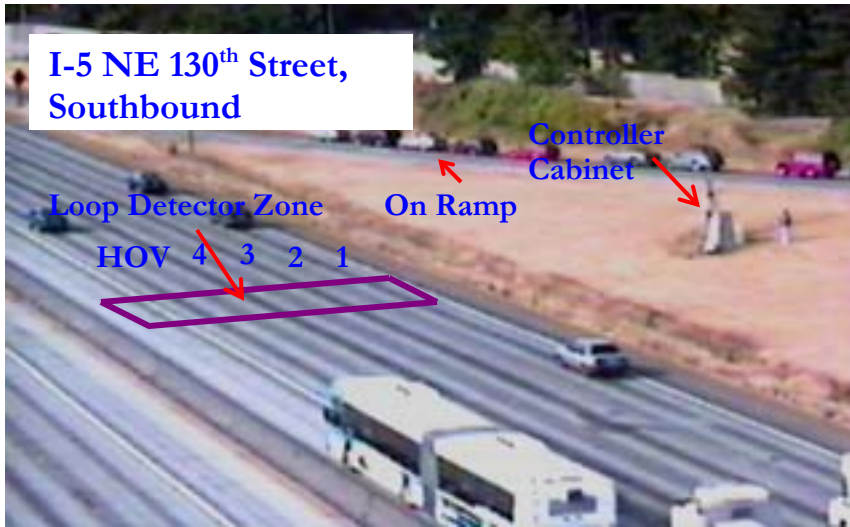 I-5 NE 130th Street,
Southbound
Controller
Cabinet
Loop Detector Zone
On Ramp
HOV 4 3 2 1